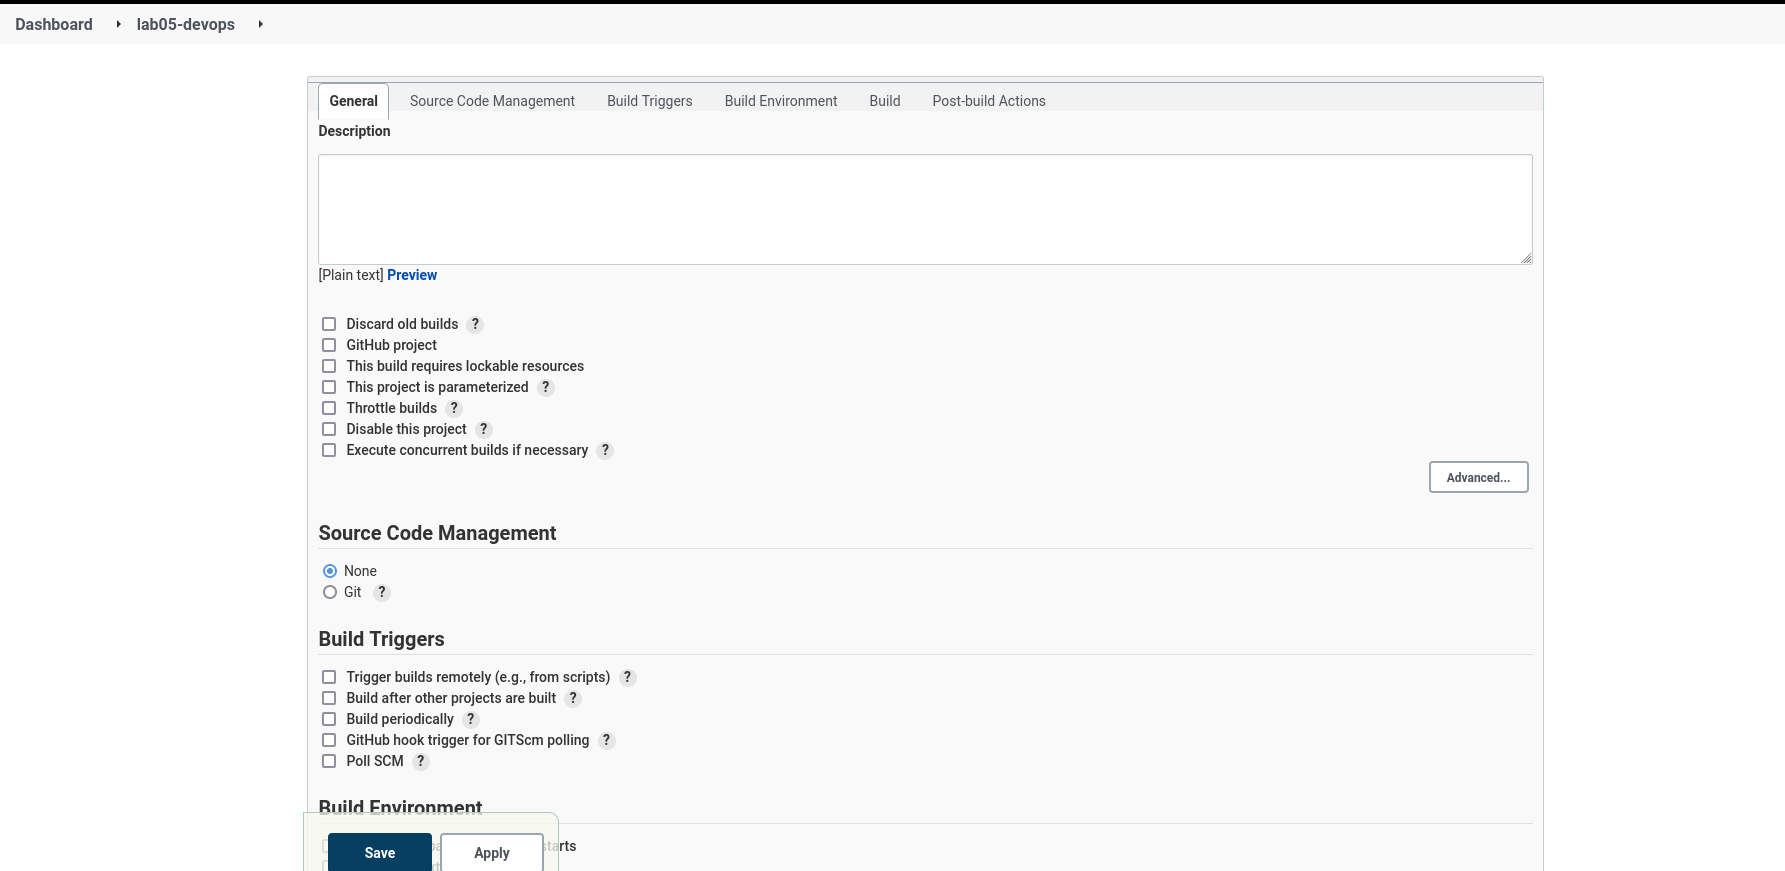 Dashboard lab05-devops
General Source Code Management Build Triggers Build Environment Build Post-build Actions
Description
[Plain text] Preview
Discard old builds ?
GitHub project
This build requires lockable resources
This project is parameterized ?
Throttle builds ?
Disable this project ?
Execute concurrent builds if necessary ?
Advanced...
Source Code Management
None
Git ?
Build Triggers
Trigger builds remotely (e.g., from scripts) ?
Build after other projects are built ?
Build periodically ?
GitHub hook trigger for GITScm polling ?
Poll SCM ?
Build Environment
starts
Save Apply